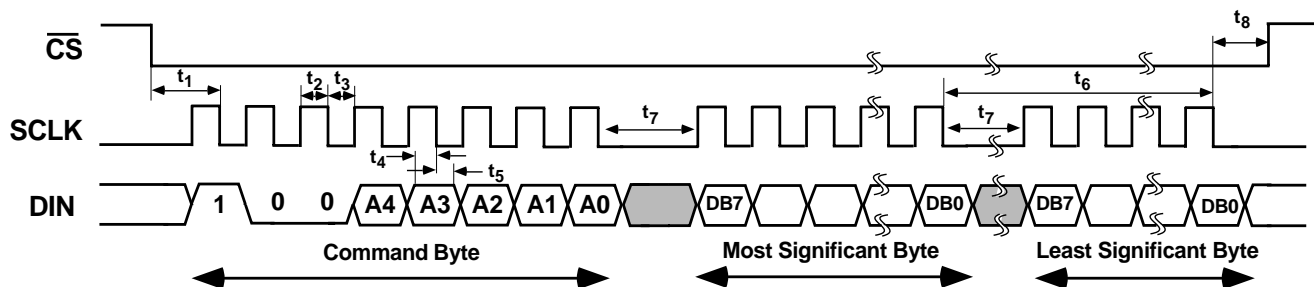 CS
t8
t1
t2 t3
t6
SCLK
t7
t7
t4
t5
DIN
1 0 0 A4 A3 A2 A1 A0 DB7 DB0 DB7 DB0
Command Byte
Most Significant Byte
Least Significant Byte